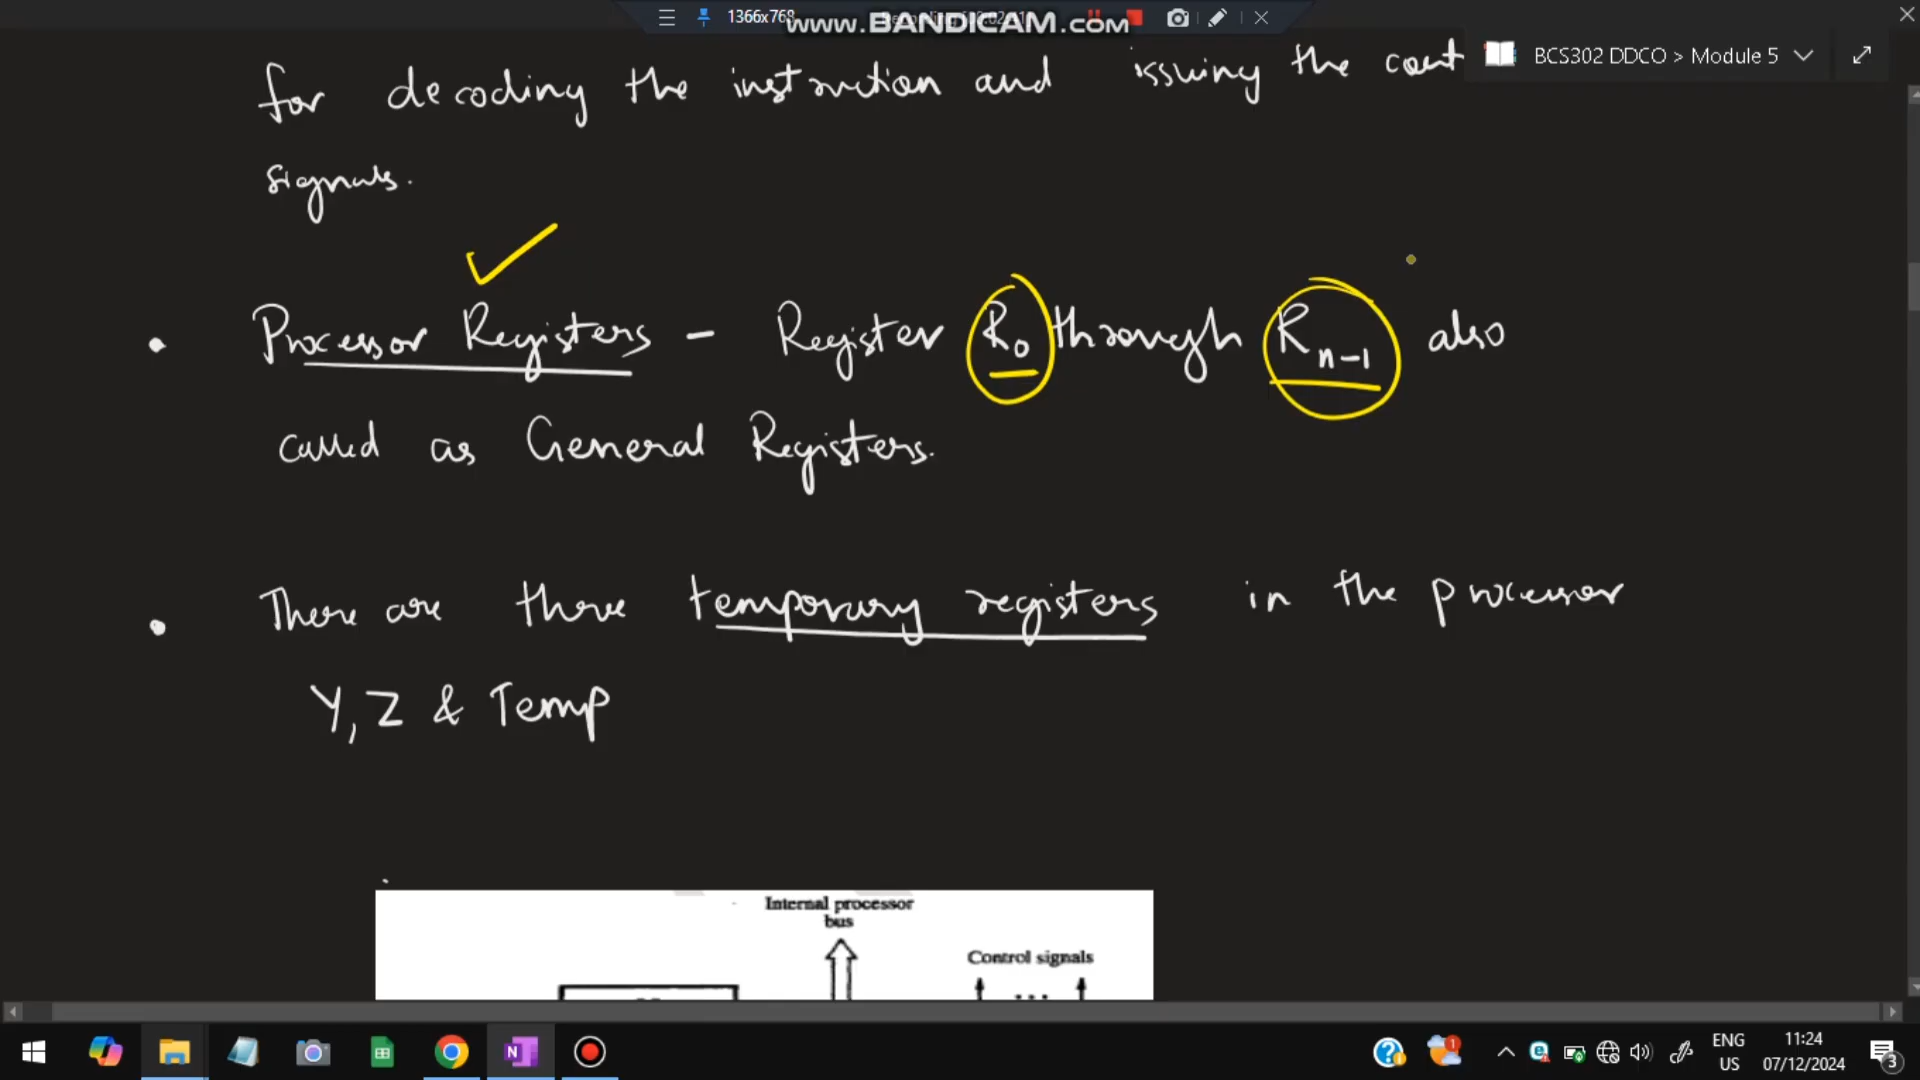 1366x768
www.BANDICAM.com
BCS302 DDCO > Module 5
for decoding the instruction and issuing the cont
signals.
• Processor Registers - Register R0 through Rn-1 also
called as General Registers.
• There are three temporary registers in the processor
Y, Z & Temp
Internal processor
bus
Control signals
...
ENG
US
11:24
07/12/2024
1
3